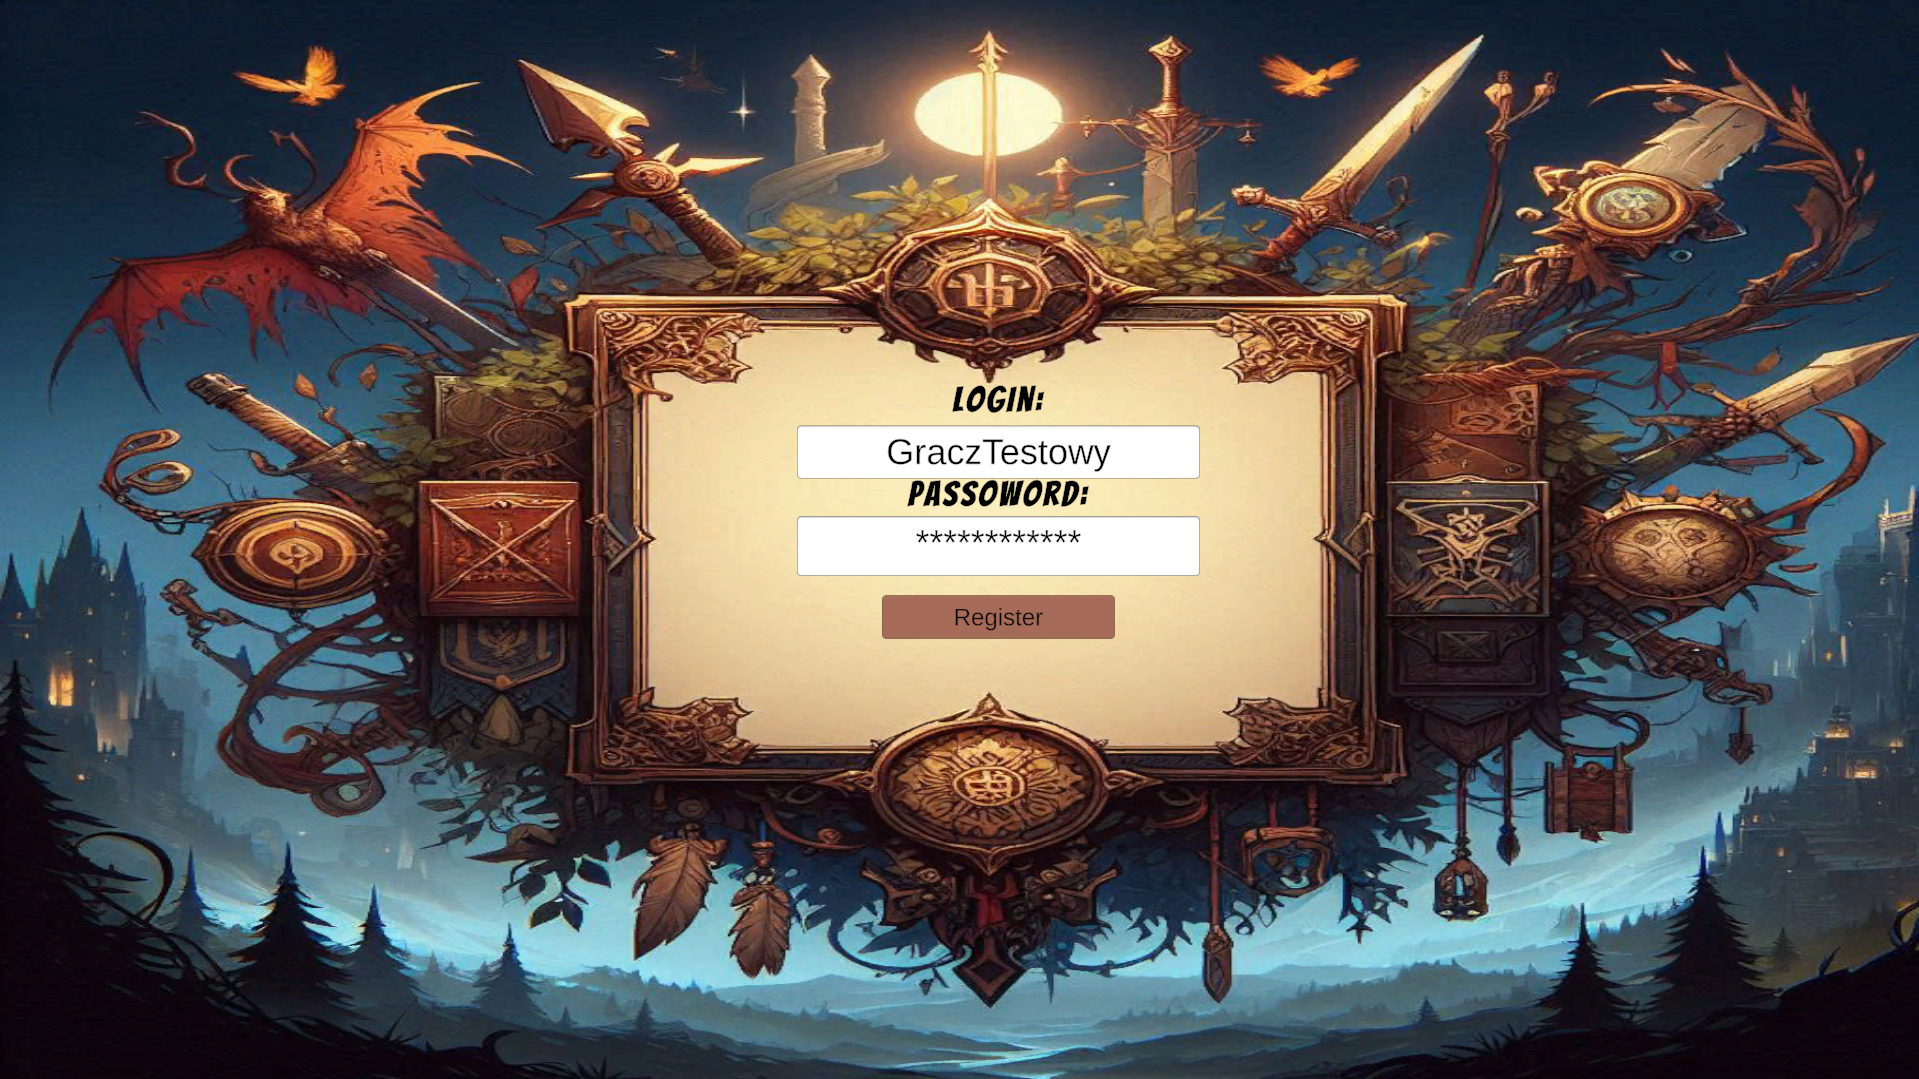 LOGIN:
GraczTestowy
PASSOWORD:
*************
Register